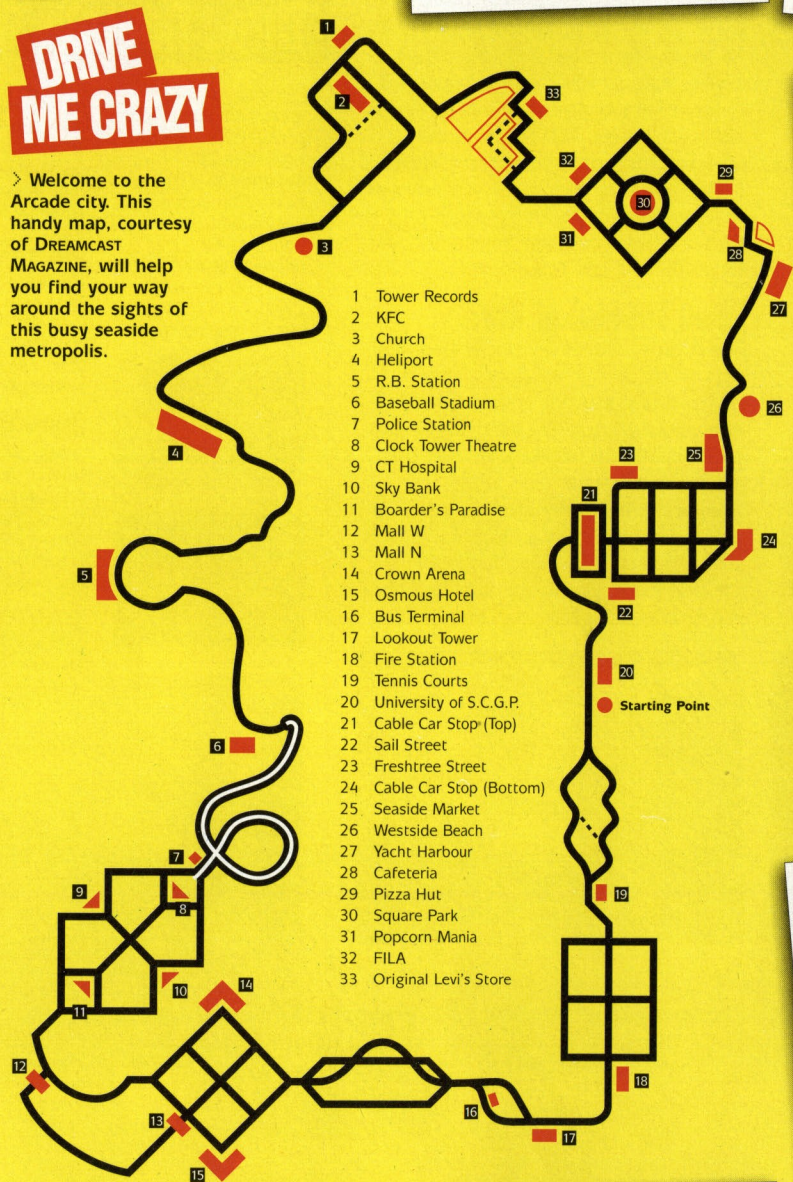 DRIVE
ME CRAZY
> Welcome to the
Arcade city. This
handy map, courtesy
of DREAMCAST
MAGAZINE, will help
you find your way
around the sights of
this busy seaside
metropolis.
1 Tower Records
2 KFC
3 Church
4 Heliport
5 R.B. Station
6 Baseball Stadium
7 Police Station
8 Clock Tower Theatre
9 CT Hospital
10 Sky Bank
11 Boarder's Paradise
12 Mall W
13 Mall N
14 Crown Arena
15 Osmous Hotel
16 Bus Terminal
17 Lookout Tower
18 Fire Station
19 Tennis Courts
20 University of S.C.G.P.
21 Cable Car Stop (Top)
22 Sail Street
23 Freshtree Street
24 Cable Car Stop (Bottom)
25 Seaside Market
26 Westside Beach
27 Yacht Harbour
28 Cafeteria
29 Pizza Hut
30 Square Park
31 Popcorn Mania
32 FILA
33 Original Levi's Store
1
2
33
32
29
30
31
28
3
27
26
4
25
23
21
24
5
22
20
Starting Point
6
7
19
9
8
10
14
11
12
18
16
13
17
15